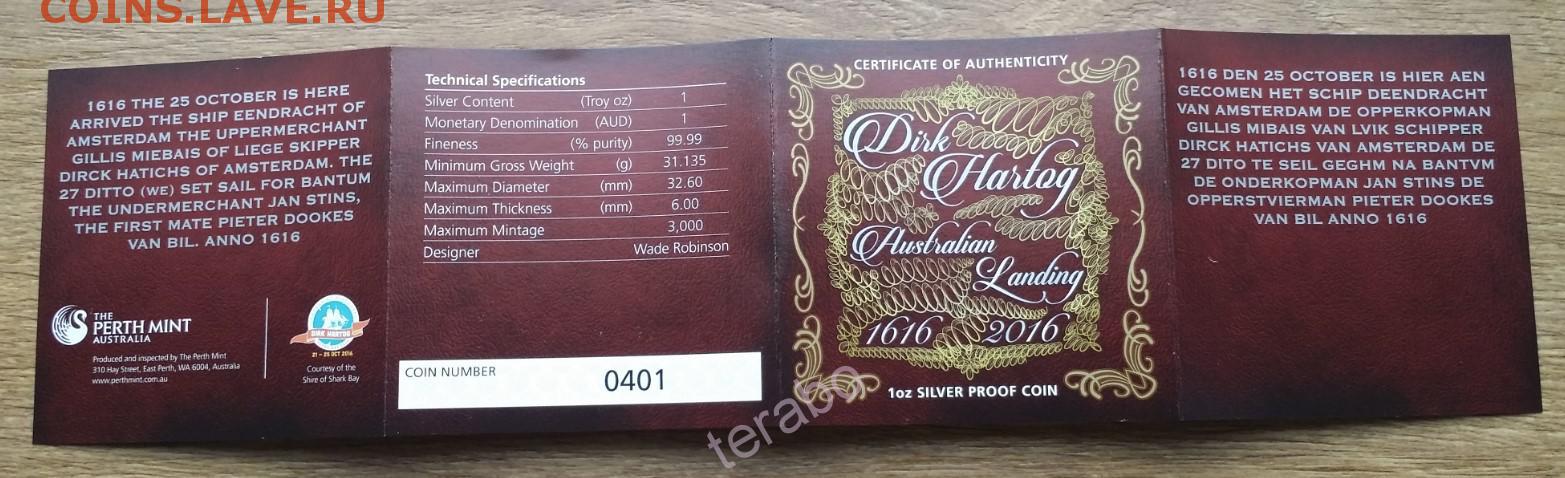 COINS.LAVE.RU
1616 THE 25 OCTOBER IS HERE
ARRIVED THE SHIP EENDRACHT OF
AMSTERDAM THE UPPERMERCHANT
GILLIS MIEBAIS OF LIEGE SKIPPER
DIRCK HATICHS OF AMSTERDAM. THE
27 DITTO (WE) SET SAIL FOR BANTUM
THE UNDERMERCHANT JAN STINS,
THE FIRST MATE PIETER DOOKES
VAN BIL. ANNO 1616
THE
PERTH MINT
AUSTRALIA
Produced and inspected by The Perth Mint
310 Hay Street, East Perth, WA 6004, Australia
www.perthmint.com.au
DIRK HARTOG
21 – 25 OCT 2016
Courtesy of the
Shire of Shark Bay
Technical Specifications
Silver Content (Troy oz) 1
Monetary Denomination (AUD) 1
Fineness (% purity) 99.99
Minimum Gross Weight (g) 31.135
Maximum Diameter (mm) 32.60
Maximum Thickness (mm) 6.00
Maximum Mintage 3,000
Designer Wade Robinson
COIN NUMBER 0401
CERTIFICATE OF AUTHENTICITY
Dirk
Hartog
Australian
Landing
1616 2016
1oz SILVER PROOF COIN
1616 DEN 25 OCTOBER IS HIER AEN
GECOMEN HET SCHIP DEENDRACHT
VAN AMSTERDAM DE OPPERKOPMAN
GILLIS MIBAIS VAN LVIK SCHIPPER
DIRCK HATICHS VAN AMSTERDAM DE
27 DITO TE SEIL GEGHM NA BANTVM
DE ONDERKOPMAN JAN STINS DE
OPPERSTVIERMAN PIETER DOOKES
VAN BIL ANNO 1616
terabo